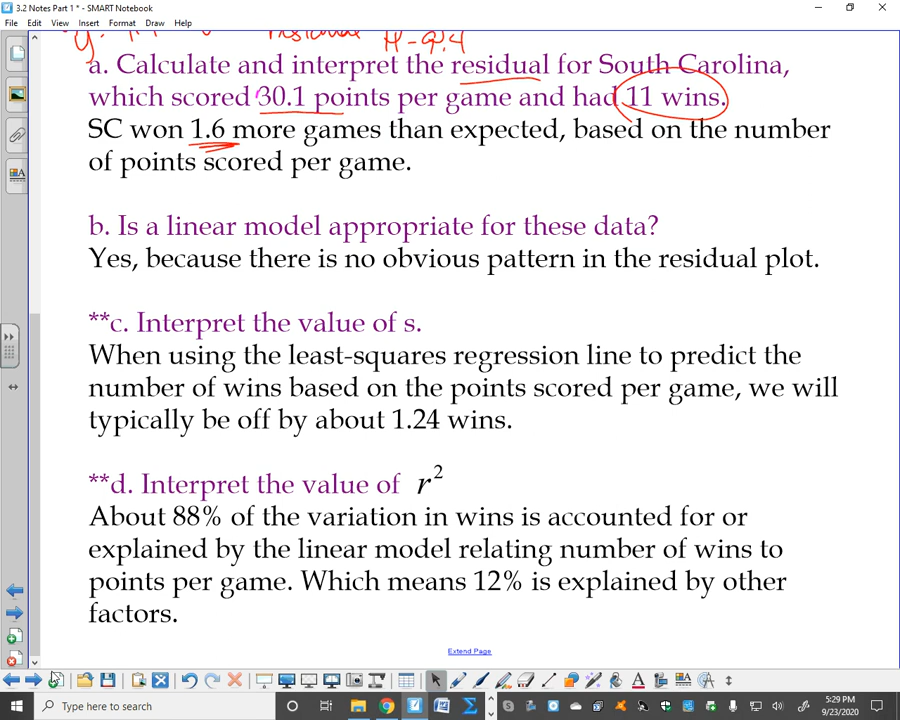 3.2 Notes Part 1 * - SMART Notebook
File Edit View Insert Format Draw Help
11 - 9.4
a. Calculate and interpret the residual for South Carolina,
which scored 30.1 points per game and had 11 wins.
SC won 1.6 more games than expected, based on the number
of points scored per game.
b. Is a linear model appropriate for these data?
Yes, because there is no obvious pattern in the residual plot.
**c. Interpret the value of s.
When using the least-squares regression line to predict the
number of wins based on the points scored per game, we will
typically be off by about 1.24 wins.
**d. Interpret the value of r²
About 88% of the variation in wins is accounted for or
explained by the linear model relating number of wins to
points per game. Which means 12% is explained by other
factors.
Extend Page
Type here to search
5:29 PM
9/23/2020